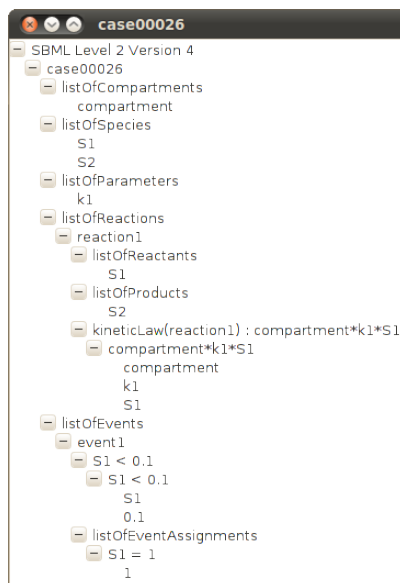 case00026
SBML Level 2 Version 4
case00026
listOfCompartments
compartment
listOfSpecies
S1
S2
listOfParameters
k1
listOfReactions
reaction1
listOfReactants
S1
listOfProducts
S2
kineticLaw(reaction1) : compartment*k1*S1
compartment*k1*S1
compartment
k1
S1
listOfEvents
event1
S1 < 0.1
S1 < 0.1
S1
0.1
listOfEventAssignments
S1 = 1
1